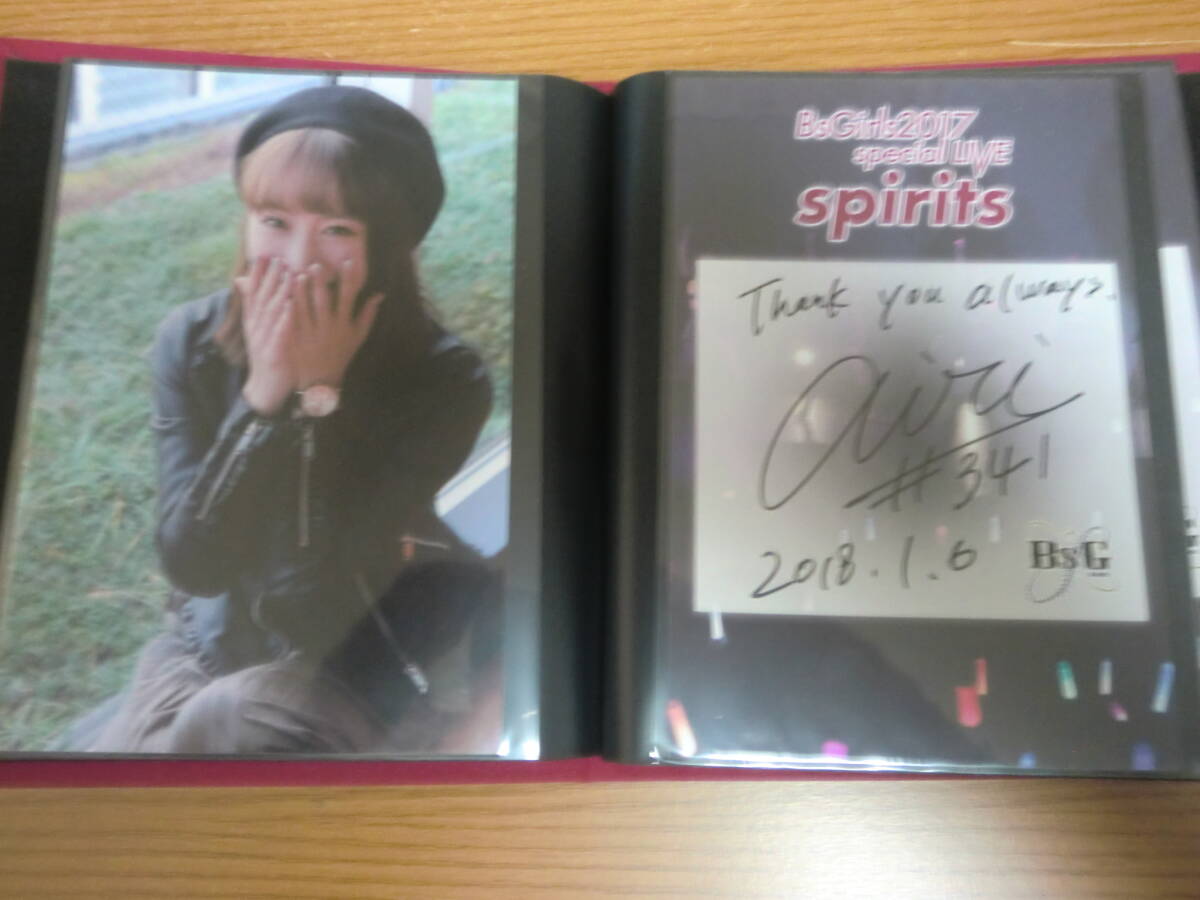 BsGirls2017
special LIVE
spirits
Thank you always.
airi
#341
2018.1.6
BsG